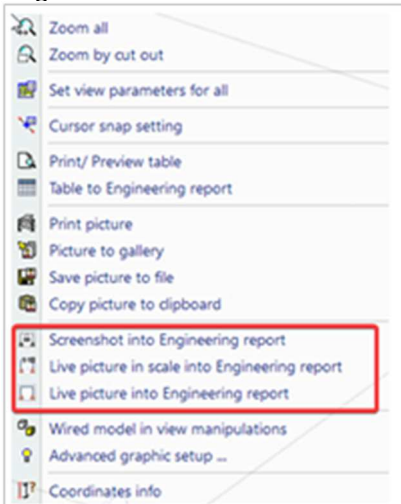 Zoom all
Zoom by cut out
Set view parameters for all
Cursor snap setting
Print/ Preview table
Table to Engineering report
Print picture
Picture to gallery
Save picture to file
Copy picture to clipboard
Screenshot into Engineering report
Live picture in scale into Engineering report
Live picture into Engineering report
Wired model in view manipulations
Advanced graphic setup ...
Coordinates info